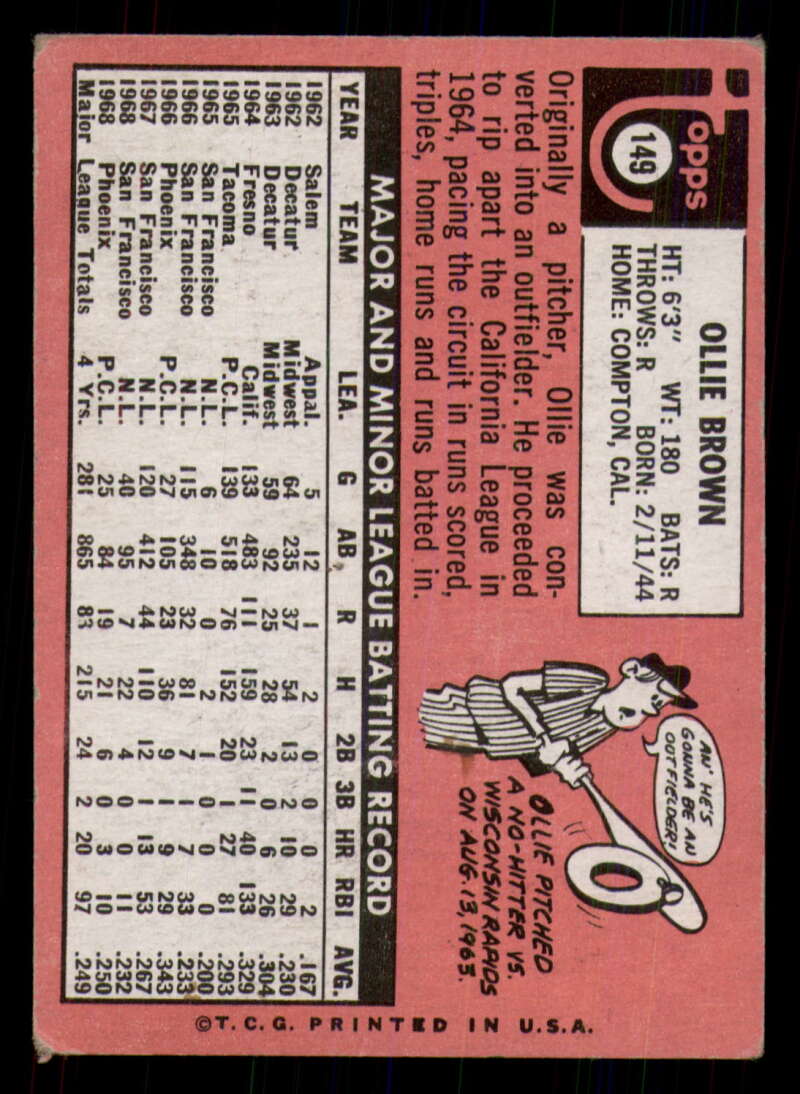 Topps
149
OLLIE BROWN
HT: 6'3" WT: 180 BATS: R
THROWS: R BORN: 2/11/44
HOME: COMPTON, CAL.
Originally a pitcher, Ollie was con-
verted into an outfielder. He proceeded
to rip apart the California League in
1964, pacing the circuit in runs scored,
triples, home runs and runs batted in.
AN' HE'S
GONNA BE AN
OUTFIELDER!
0
OLLIE PITCHED
A NO-HITTER VS.
WISCONSIN RAPIDS
ON AUG. 13, 1963.
MAJOR AND MINOR LEAGUE BATTING RECORD
YEAR TEAM LEA. G AB R H 2B 3B HR RBI AVG.
1962 Salem Appal. 5 12 1 2 0 0 0 2 .167
1962 Decatur Midwest 64 235 37 54 13 2 10 29 .230
1963 Decatur Midwest 59 92 25 28 2 0 6 26 .304
1964 Fresno Calif. 133 483 111 159 23 11 40 133 .329
1965 Tacoma P.C.L. 139 518 76 152 20 1 27 81 .293
1965 San Francisco N.L. 6 10 0 2 1 0 0 0 .200
1966 San Francisco N.L. 115 348 32 81 7 1 7 33 .233
1966 Phoenix P.C.L. 27 105 23 36 9 1 9 29 .343
1967 San Francisco N.L. 120 412 44 110 12 1 13 53 .267
1968 San Francisco N.L. 40 95 7 22 4 0 0 11 .232
1968 Phoenix P.C.L. 25 84 19 21 6 0 3 10 .250
Major League Totals 4 Yrs. 281 865 83 215 24 2 20 97 .249
©T.C.G. PRINTED IN U.S.A.